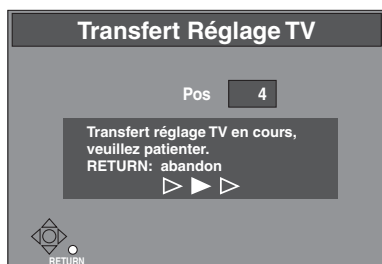 Transfert Réglage TV
Pos 4
Transfert réglage TV en cours,
veuillez patienter.
RETURN: abandon
RETURN